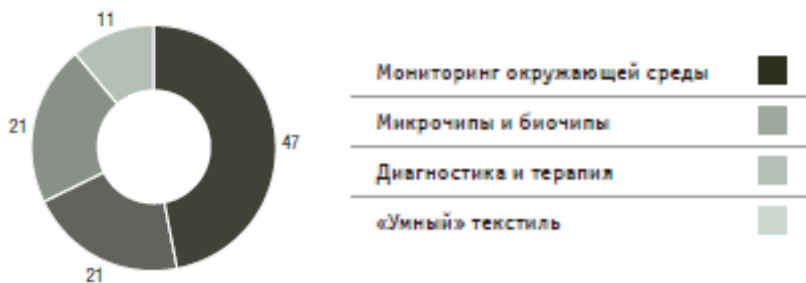 11
21
47
21
Мониторинг окружающей среды
Микрочипы и биочипы
Диагностика и терапия
«Умный» текстиль